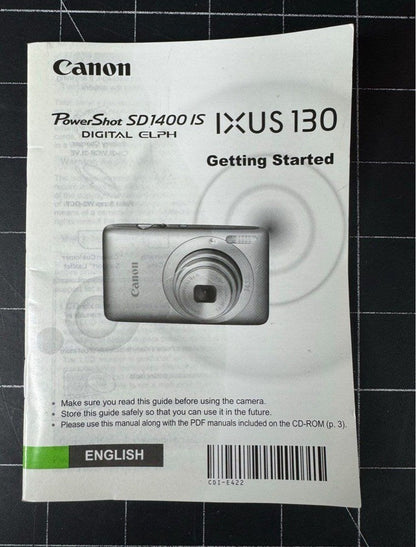 Canon
PowerShot SD1400 IS IXUS 130
DIGITAL ELPH
Getting Started
Canon
• Make sure you read this guide before using the camera.
• Store this guide safely so that you can use it in the future.
• Please use this manual along with the PDF manuals included on the CD-ROM (p. 3).
ENGLISH
CDI-E422